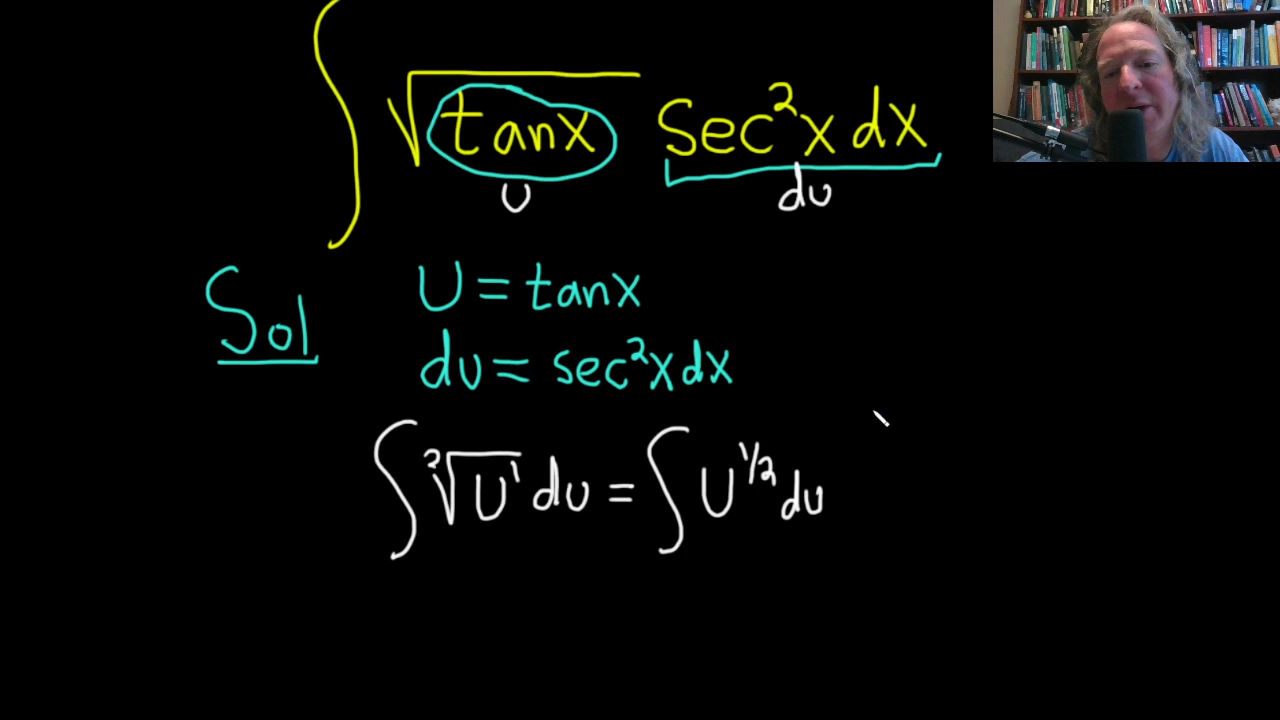 ∫ √tanx sec²x dx
U du
Sol U = tanx
du = sec²x dx
∫ ²√U¹ du = ∫ U^1/2 du